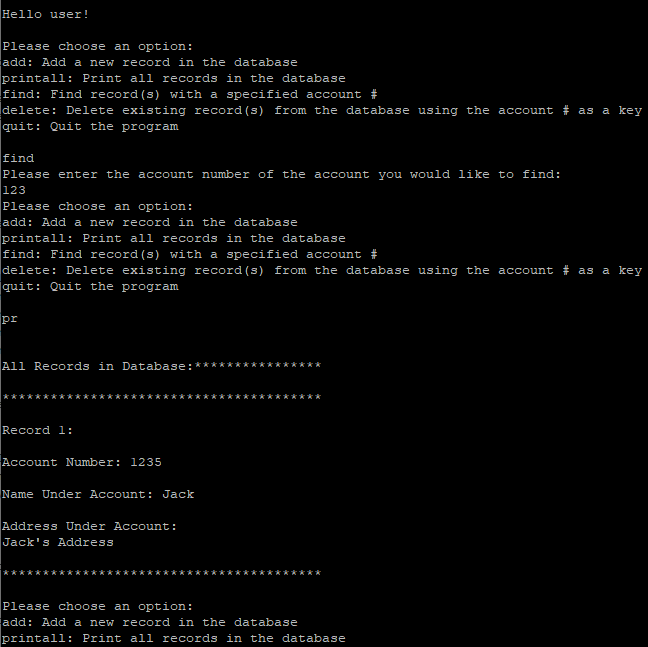 Hello user!
Please choose an option:
add: Add a new record in the database
printall: Print all records in the database
find: Find record(s) with a specified account #
delete: Delete existing record(s) from the database using the account # as a key
quit: Quit the program
find
Please enter the account number of the account you would like to find:
123
Please choose an option:
add: Add a new record in the database
printall: Print all records in the database
find: Find record(s) with a specified account #
delete: Delete existing record(s) from the database using the account # as a key
quit: Quit the program
pr
All Records in Database:****************
****************************************
Record 1:
Account Number: 1235
Name Under Account: Jack
Address Under Account:
Jack's Address
****************************************
Please choose an option:
add: Add a new record in the database
printall: Print all records in the database